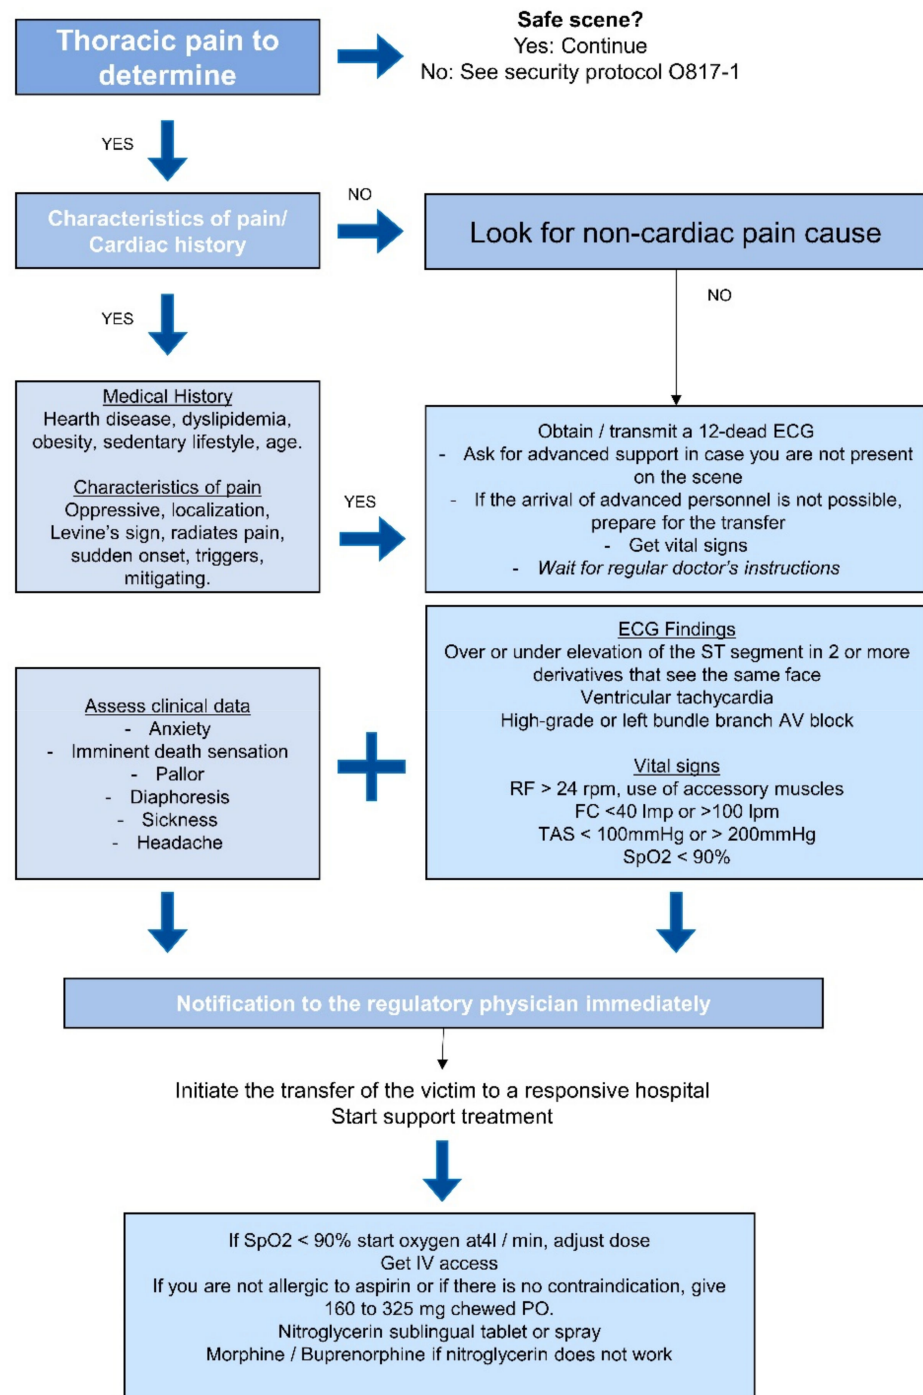 Thoracic pain to
determine
Safe scene?
Yes: Continue
No: See security protocol O817-1
YES
Characteristics of pain/
Cardiac history
NO
Look for non-cardiac pain cause
YES
NO
Medical History
Hearth disease, dyslipidemia,
obesity, sedentary lifestyle, age.
Characteristics of pain
Oppressive, localization,
Levine's sign, radiates pain,
sudden onset, triggers,
mitigating.
YES
Obtain / transmit a 12-dead ECG
- Ask for advanced support in case you are not present
on the scene
- If the arrival of advanced personnel is not possible,
prepare for the transfer
- Get vital signs
- Wait for regular doctor's instructions
Assess clinical data
- Anxiety
- Imminent death sensation
- Pallor
- Diaphoresis
- Sickness
- Headache
ECG Findings
Over or under elevation of the ST segment in 2 or more
derivatives that see the same face
Ventricular tachycardia
High-grade or left bundle branch AV block
Vital signs
RF > 24 rpm, use of accessory muscles
FC <40 lmp or >100 lpm
TAS < 100mmHg or > 200mmHg
SpO2 < 90%
Notification to the regulatory physician immediately
Initiate the transfer of the victim to a responsive hospital
Start support treatment
If SpO2 < 90% start oxygen at4l / min, adjust dose
Get IV access
If you are not allergic to aspirin or if there is no contraindication, give
160 to 325 mg chewed PO.
Nitroglycerin sublingual tablet or spray
Morphine / Buprenorphine if nitroglycerin does not work